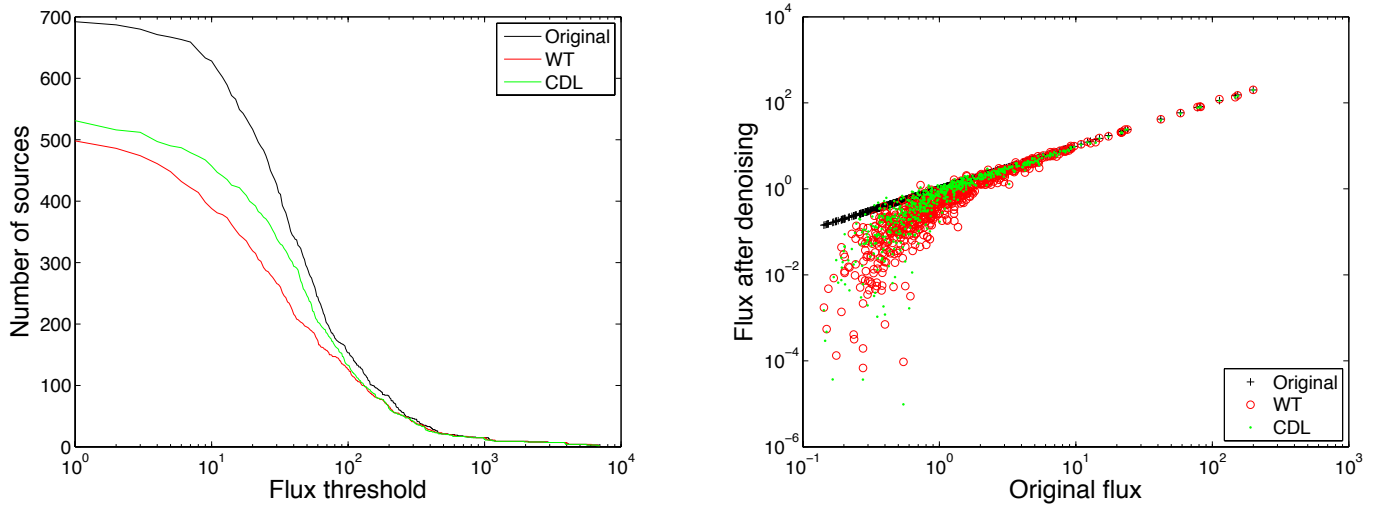 700
600
500
400
300
200
100
0
10^0
10^1
10^2
10^3
10^4
Number of sources
Flux threshold
Original
WT
CDL
10^4
10^2
10^0
10^-2
10^-4
10^-6
10^-1
10^0
10^1
10^2
10^3
Flux after denoising
Original flux
Original
WT
CDL